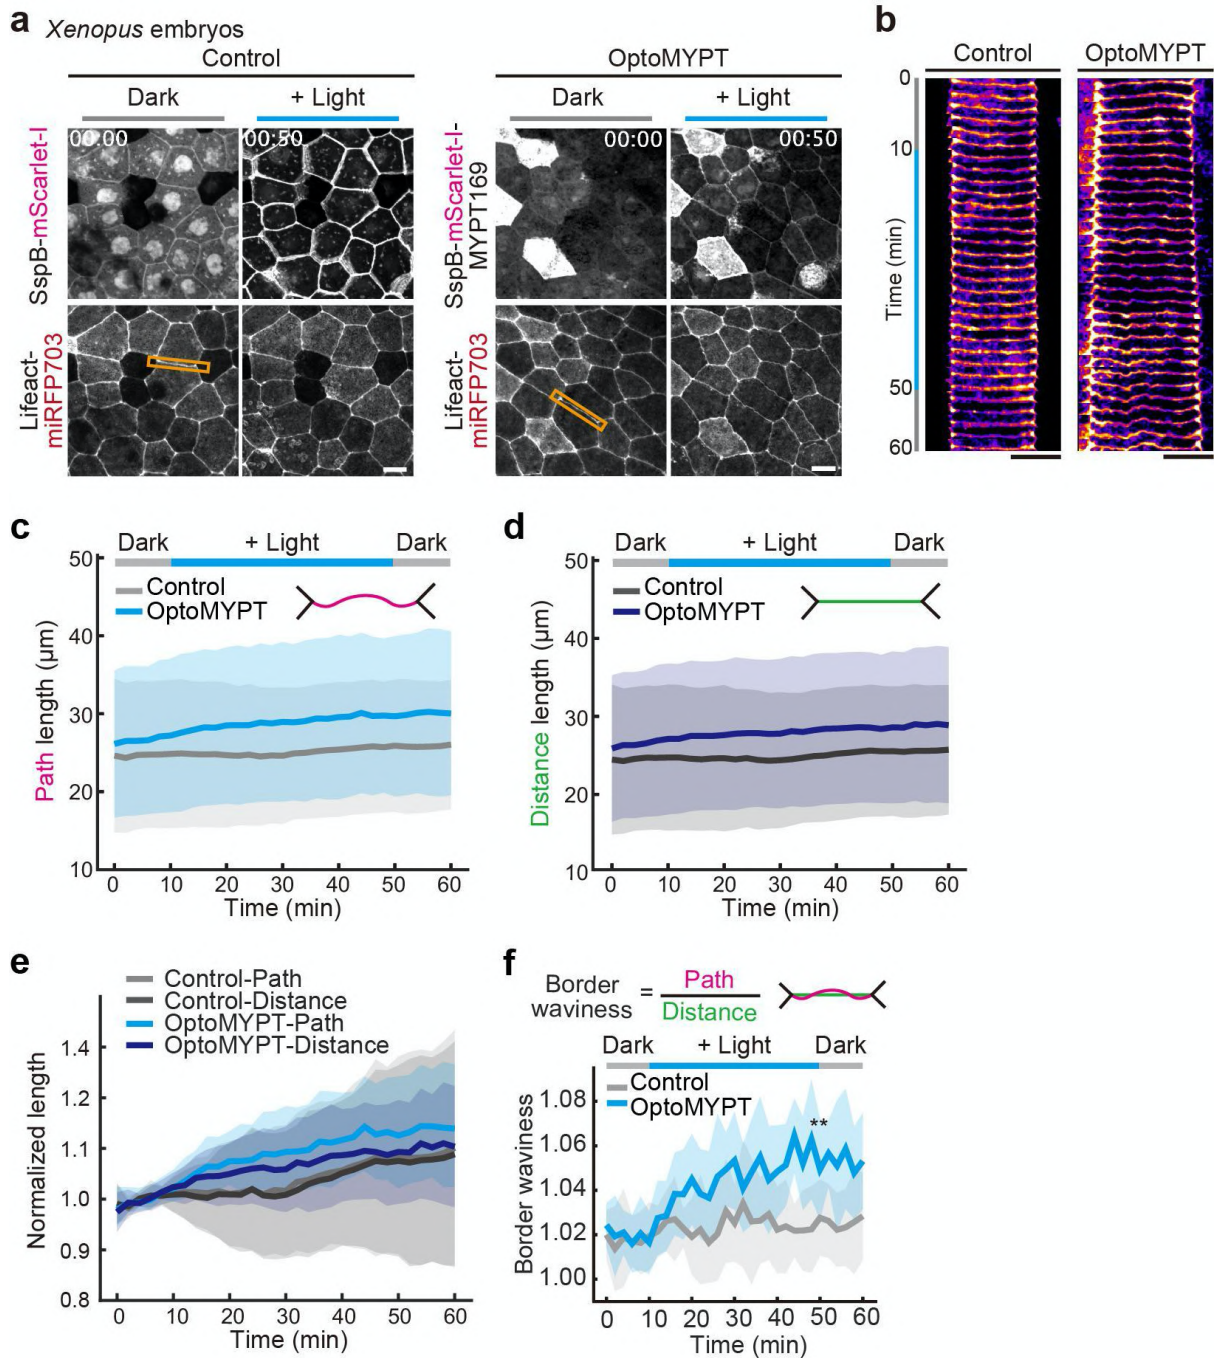 a
Xenopus embryos
Control
OptoMYPT
Dark
+ Light
Dark
+ Light
SspB-mScarlet-I
00:00
00:50
SspB-mScarlet-I-
MYPT169
00:00
00:50
Lifeact-
miRFP703
Lifeact-
miRFP703
b
Control
OptoMYPT
0
10
50
60
Time (min)
c
Dark
+ Light
Dark
Control
OptoMYPT
50
40
30
20
10
Path length (μm)
0
10
20
30
40
50
60
Time (min)
d
Dark
+ Light
Dark
Control
OptoMYPT
50
40
30
20
10
Distance length (μm)
0
10
20
30
40
50
60
Time (min)
e
Control-Path
Control-Distance
OptoMYPT-Path
OptoMYPT-Distance
1.4
1.2
1.1
1.0
0.9
0.8
Normalized length
0
10
20
30
40
50
60
Time (min)
f
Border
waviness
=
Path
Distance
Dark
+ Light
Dark
Control
OptoMYPT
**
1.08
1.06
1.04
1.02
1.00
Border waviness
0
10
20
30
40
50
60
Time (min)